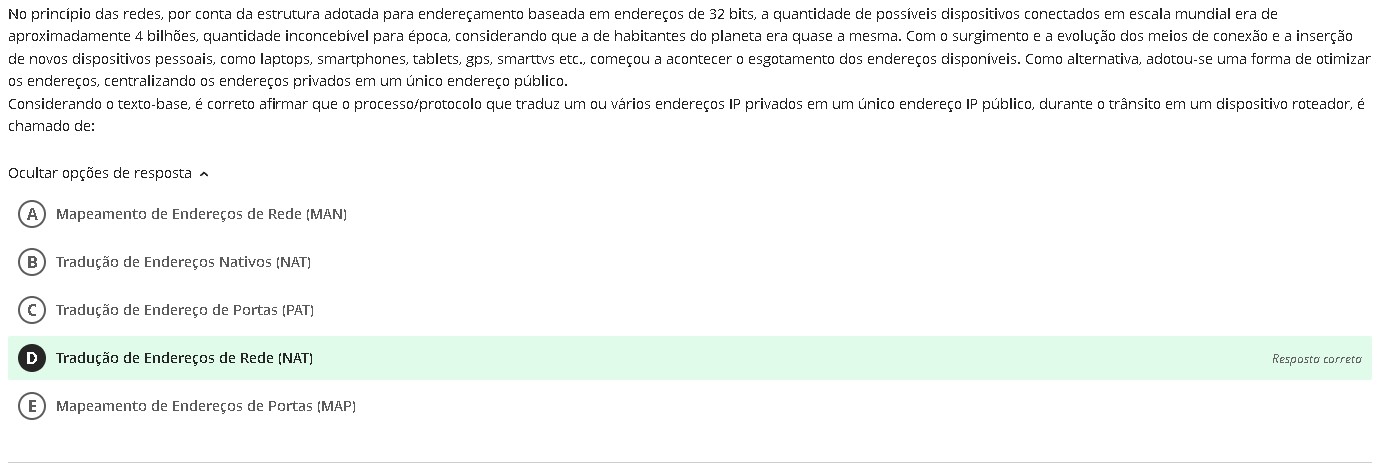 No princípio das redes, por conta da estrutura adotada para endereçamento baseada em endereços de 32 bits, a quantidade de possíveis dispositivos conectados em escala mundial era de
aproximadamente 4 bilhões, quantidade inconcebível para época, considerando que a de habitantes do planeta era quase a mesma. Com o surgimento e a evolução dos meios de conexão e a inserção
de novos dispositivos pessoais, como laptops, smartphones, tablets, gps, smarttvs etc., começou a acontecer o esgotamento dos endereços disponíveis. Como alternativa, adotou-se uma forma de otimizar
os endereços, centralizando os endereços privados em um único endereço público.
Considerando o texto-base, é correto afirmar que o processo/protocolo que traduz um ou vários endereços IP privados em um único endereço IP público, durante o trânsito em um dispositivo roteador, é
chamado de:
Ocultar opções de resposta
A Mapeamento de Endereços de Rede (MAN)
B Tradução de Endereços Nativos (NAT)
C Tradução de Endereço de Portas (PAT)
D Tradução de Endereços de Rede (NAT) Resposta correta
E Mapeamento de Endereços de Portas (MAP)